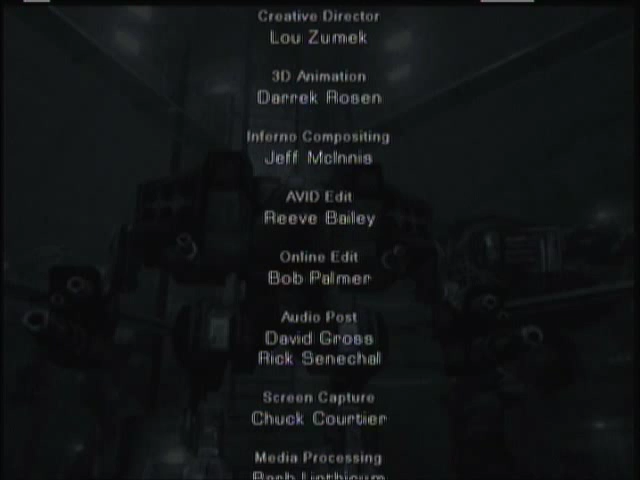 Creative Director
Lou Zumek
3D Animation
Darrek Rosen
Inferno Compositing
Jeff McInnis
AVID Edit
Reeve Bailey
Online Edit
Bob Palmer
Audio Post
David Gross
Rick Senechal
Screen Capture
Chuck Courtier
Media Processing